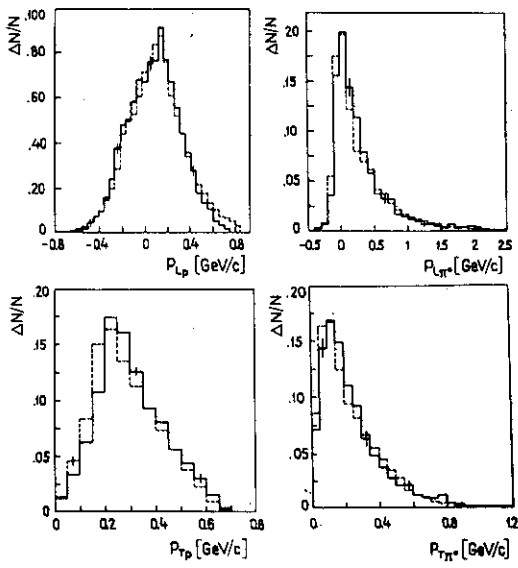 .100
.80
.60
.40
.20
0
ΔN/N
-0.8 -0.4 0 0.4 0.8
P_Lp [GeV/c]
.20
.15
.10
.05
0
ΔN/N
-0.5 0 0.5 1 1.5 2 2.5
P_Lπ° [GeV/c]
.20
.15
.10
.05
0
ΔN/N
0 0.2 0.4 0.6 0.8
P_Tp [GeV/c]
.20
.15
.10
.05
0
ΔN/N
0. 0.4 0.8 1.2
P_Tπ° [GeV/c]